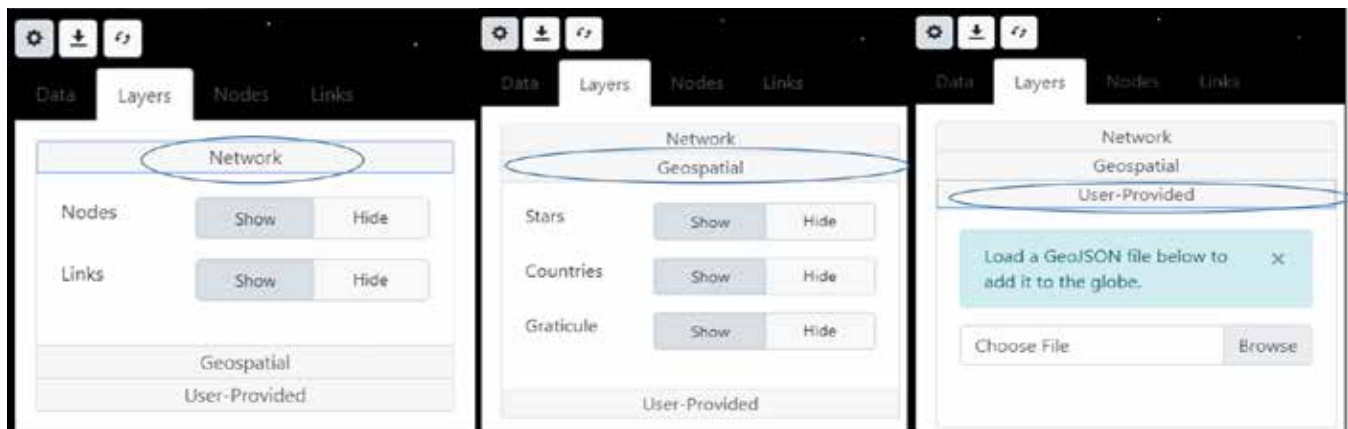 Data Layers Nodes Links
Network
Nodes Show Hide
Links Show Hide
Geospatial
User-Provided
Data Layers Nodes Links
Network
Geospatial
Stars Show Hide
Countries Show Hide
Graticule Show Hide
User-Provided
Data Layers Nodes Links
Network
Geospatial
User-Provided
Load a GeoJSON file below to ×
add it to the globe.
Choose File Browse